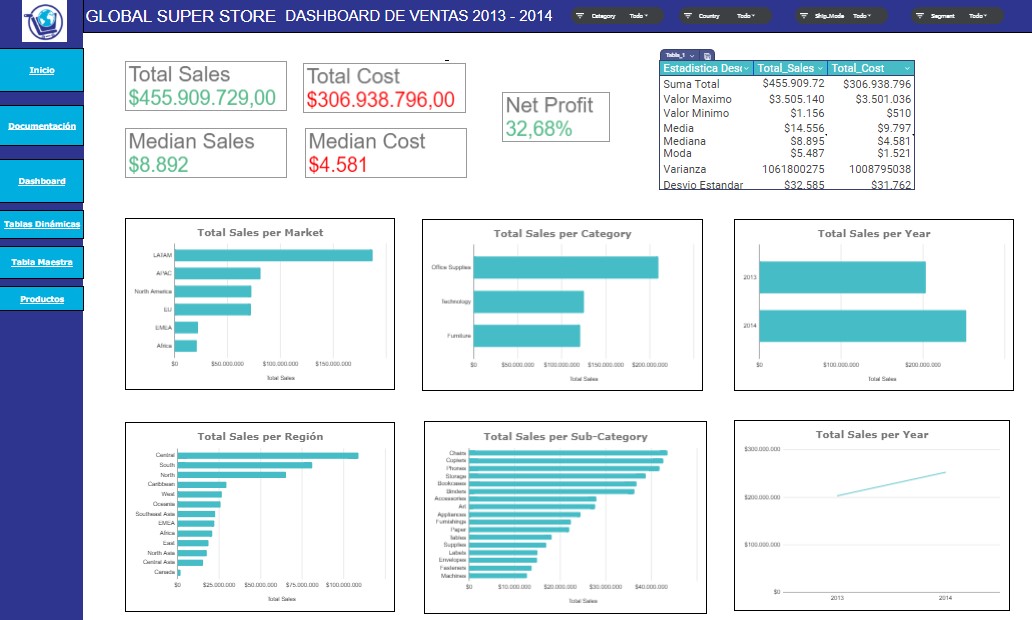 GLOBAL SUPER STORE DASHBOARD DE VENTAS 2013 - 2014
Category Todo
Country Todo
Ship_Mode Todo
Segment Todo
Inicio
Documentación
Dashboard
Tablas Dinámicas
Tabla Maestra
Productos
Total Sales
$455.909.729,00
Total Cost
$306.938.796,00
Median Sales
$8.892
Median Cost
$4.581
Net Profit
32,68%
Table_1
Estadistica Desc Total_Sales Total_Cost
Suma Total $455.909.72 $306.938.796
Valor Maximo $3.505.140 $3.501.036
Valor Minimo $1.156 $510
Media $14.556 $9.797
Mediana $8.895 $4.581
Moda $5.487 $1.521
Varianza 1061800275 1008795038
Desvio Estandar $32.585 $31.762
Total Sales per Market
LATAM
APAC
North America
EU
EMEA
Africa
$0 $50.000.000 $100.000.000 $150.000.000
Total Sales
Total Sales per Category
Office Supplies
Technology
Furniture
$0 $50.000.000 $100.000.000 $150.000.000 $200.000.000
Total Sales
Total Sales per Year
2013
2014
$0 $100.000.000 $200.000.000
Total Sales
Total Sales per Región
Central
South
North
Caribbean
West
Oceania
Southeast Asia
EMEA
Africa
East
North Asia
Central Asia
Canada
$0 $25.000.000 $50.000.000 $75.000.000 $100.000.000
Total Sales
Total Sales per Sub-Category
Chairs
Copiers
Phones
Storage
Bookcases
Binders
Accessories
Art
Appliances
Furnishings
Paper
Tables
Supplies
Labels
Envelopes
Fasteners
Machines
$0 $10.000.000 $20.000.000 $30.000.000 $40.000.000
Total Sales
Total Sales per Year
$300.000.000
$200.000.000
$100.000.000
$0
2013 2014